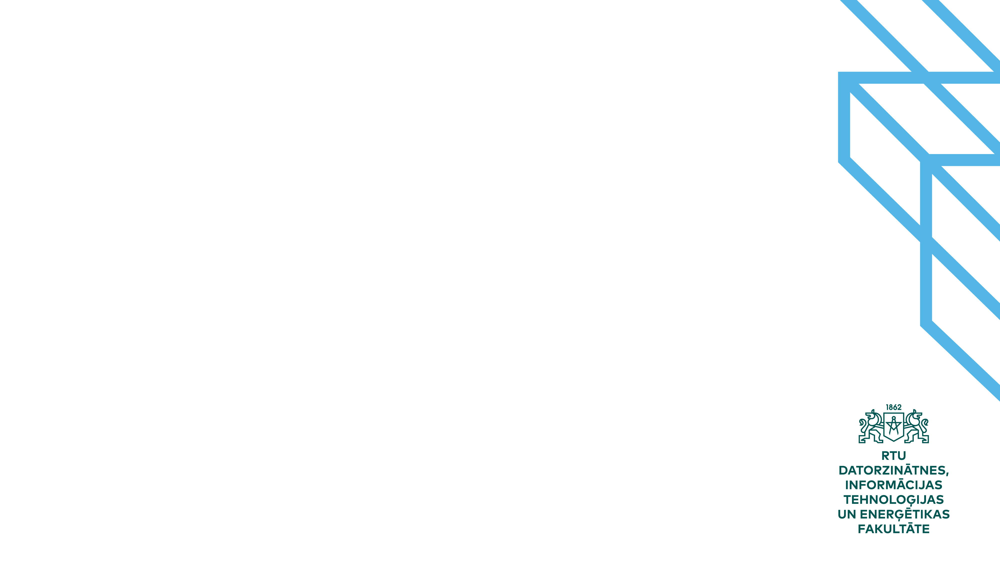 1862
RTU
DATORZINĀTNES,
INFORMĀCIJAS
TEHNOLOĢIJAS
UN ENERĢĒTIKAS
FAKULTĀTE